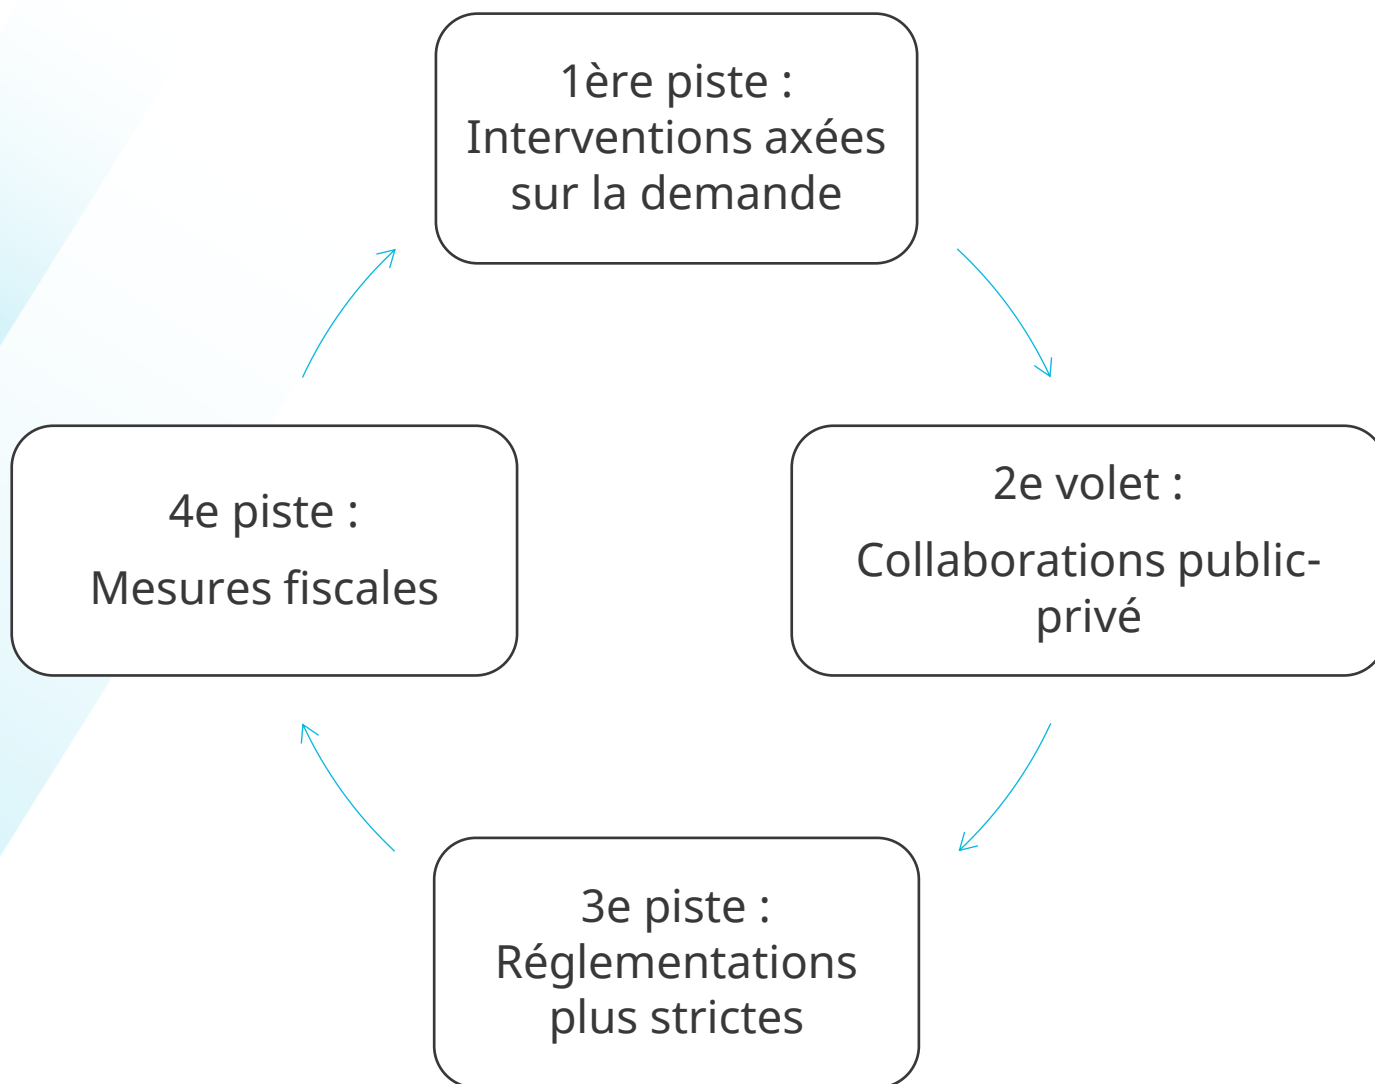 1ère piste :
Interventions axées
sur la demande
4e piste :
Mesures fiscales
2e volet :
Collaborations public-
privé
3e piste :
Réglementations
plus strictes